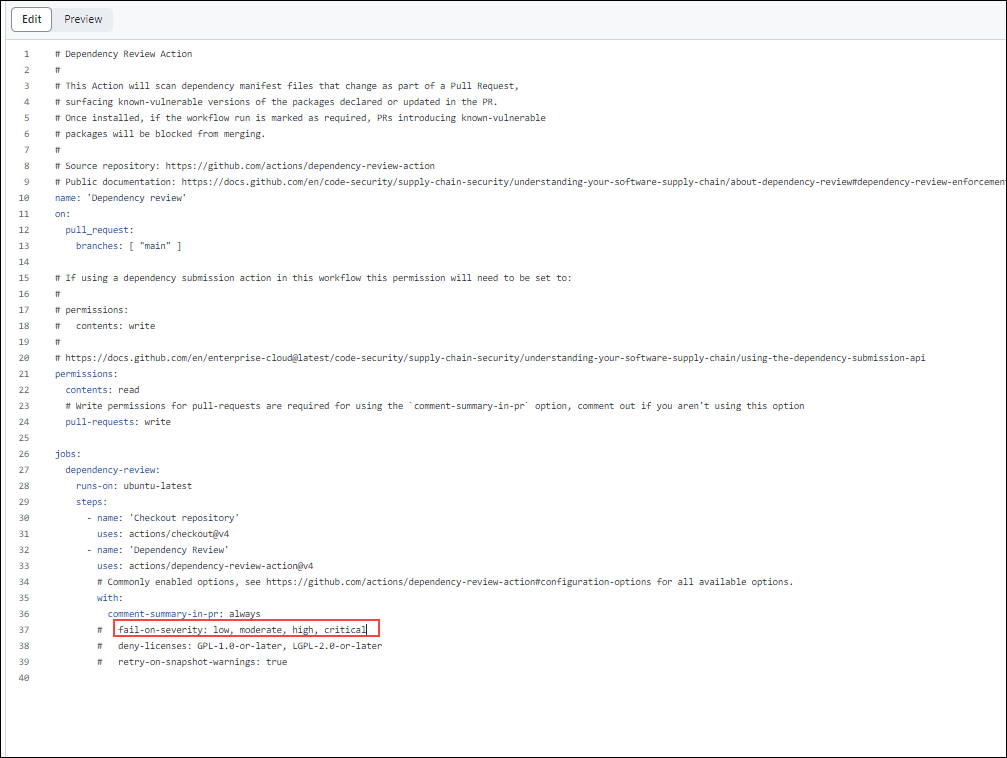 Edit Preview
1 # Dependency Review Action
2 #
3 # This Action will scan dependency manifest files that change as part of a Pull Request,
4 # surfacing known-vulnerable versions of the packages declared or updated in the PR.
5 # Once installed, if the workflow run is marked as required, PRs introducing known-vulnerable
6 # packages will be blocked from merging.
7 #
8 # Source repository: https://github.com/actions/dependency-review-action
9 # Public documentation: https://docs.github.com/en/code-security/supply-chain-security/understanding-your-software-supply-chain/about-dependency-review#dependency-review-enforcement
10 name: 'Dependency review'
11 on:
12   pull_request:
13     branches: [ "main" ]
14
15 # If using a dependency submission action in this workflow this permission will need to be set to:
16 #
17 # permissions:
18 #   contents: write
19 #
20 # https://docs.github.com/en/enterprise-cloud@latest/code-security/supply-chain-security/understanding-your-software-supply-chain/using-the-dependency-submission-api
21 permissions:
22   contents: read
23   # Write permissions for pull-requests are required for using the `comment-summary-in-pr` option, comment out if you aren't using this option
24   pull-requests: write
25
26 jobs:
27   dependency-review:
28     runs-on: ubuntu-latest
29     steps:
30       - name: 'Checkout repository'
31         uses: actions/checkout@v4
32       - name: 'Dependency Review'
33         uses: actions/dependency-review-action@v4
34         # Commonly enabled options, see https://github.com/actions/dependency-review-action#configuration-options for all available options.
35         with:
36           comment-summary-in-pr: always
37         #   fail-on-severity: low, moderate, high, critical
38         #   deny-licenses: GPL-1.0-or-later, LGPL-2.0-or-later
39         #   retry-on-snapshot-warnings: true
40